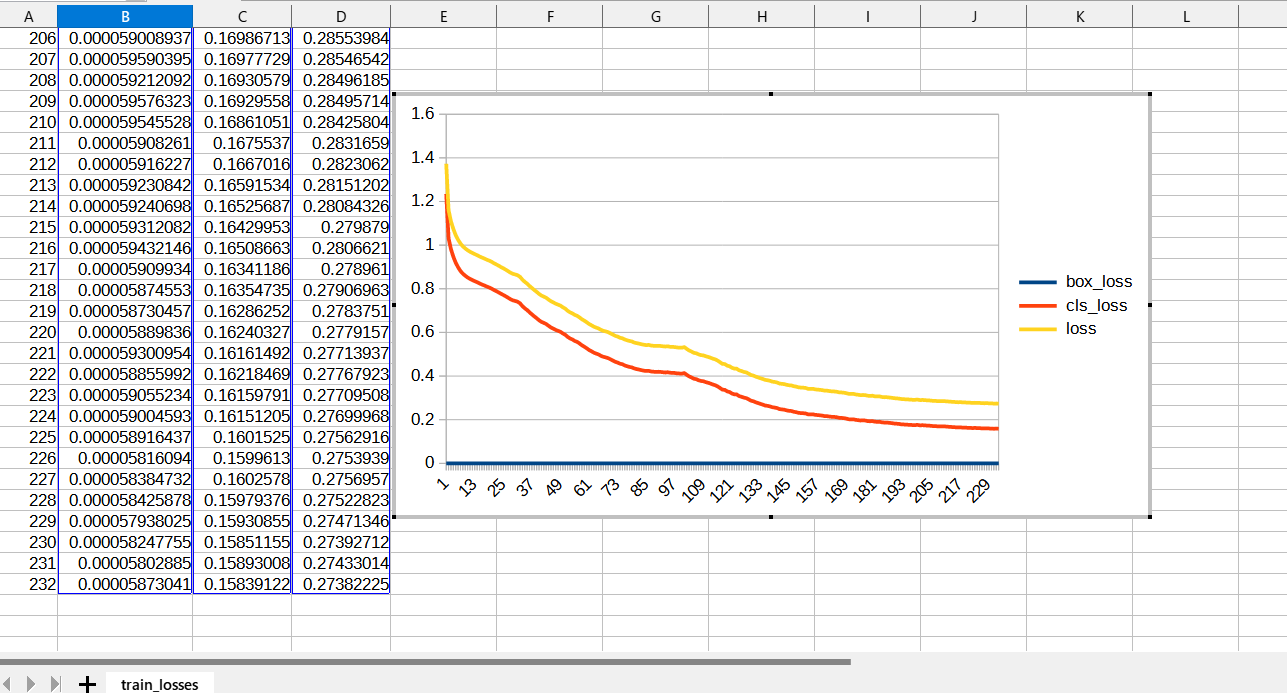 A B C D E F G H I J K L
206 0.000059008937 0.16986713 0.28553984
207 0.000059590395 0.16977729 0.28546542
208 0.000059212092 0.16930579 0.28496185
209 0.000059576323 0.16929558 0.28495714
210 0.000059545528 0.16861051 0.28425804
211 0.00005908261 0.1675537 0.2831659
212 0.00005916227 0.1667016 0.2823062
213 0.000059230842 0.16591534 0.28151202
214 0.000059240698 0.16525687 0.28084326
215 0.000059312082 0.16429953 0.279879
216 0.000059432146 0.16508663 0.2806621
217 0.00005909934 0.16341186 0.278961
218 0.00005874553 0.16354735 0.27906963
219 0.000058730457 0.16286252 0.2783751
220 0.00005889836 0.16240327 0.2779157
221 0.000059300954 0.16161492 0.27713937
222 0.000058855992 0.16218469 0.27767923
223 0.000059055234 0.16159791 0.27709508
224 0.000059004593 0.16151205 0.27699968
225 0.000058916437 0.1601525 0.27562916
226 0.00005816094 0.1599613 0.2753939
227 0.000058384732 0.1602578 0.2756957
228 0.000058425878 0.15979376 0.27522823
229 0.000057938025 0.15930855 0.27471346
230 0.000058247755 0.15851155 0.27392712
231 0.00005802885 0.15893008 0.27433014
232 0.00005873041 0.15839122 0.27382225
1.6
1.4
1.2
1
0.8
0.6
0.4
0.2
0
1 13 25 37 49 61 73 85 97 109 121 133 145 157 169 181 193 205 217 229
box_loss
cls_loss
loss
train_losses